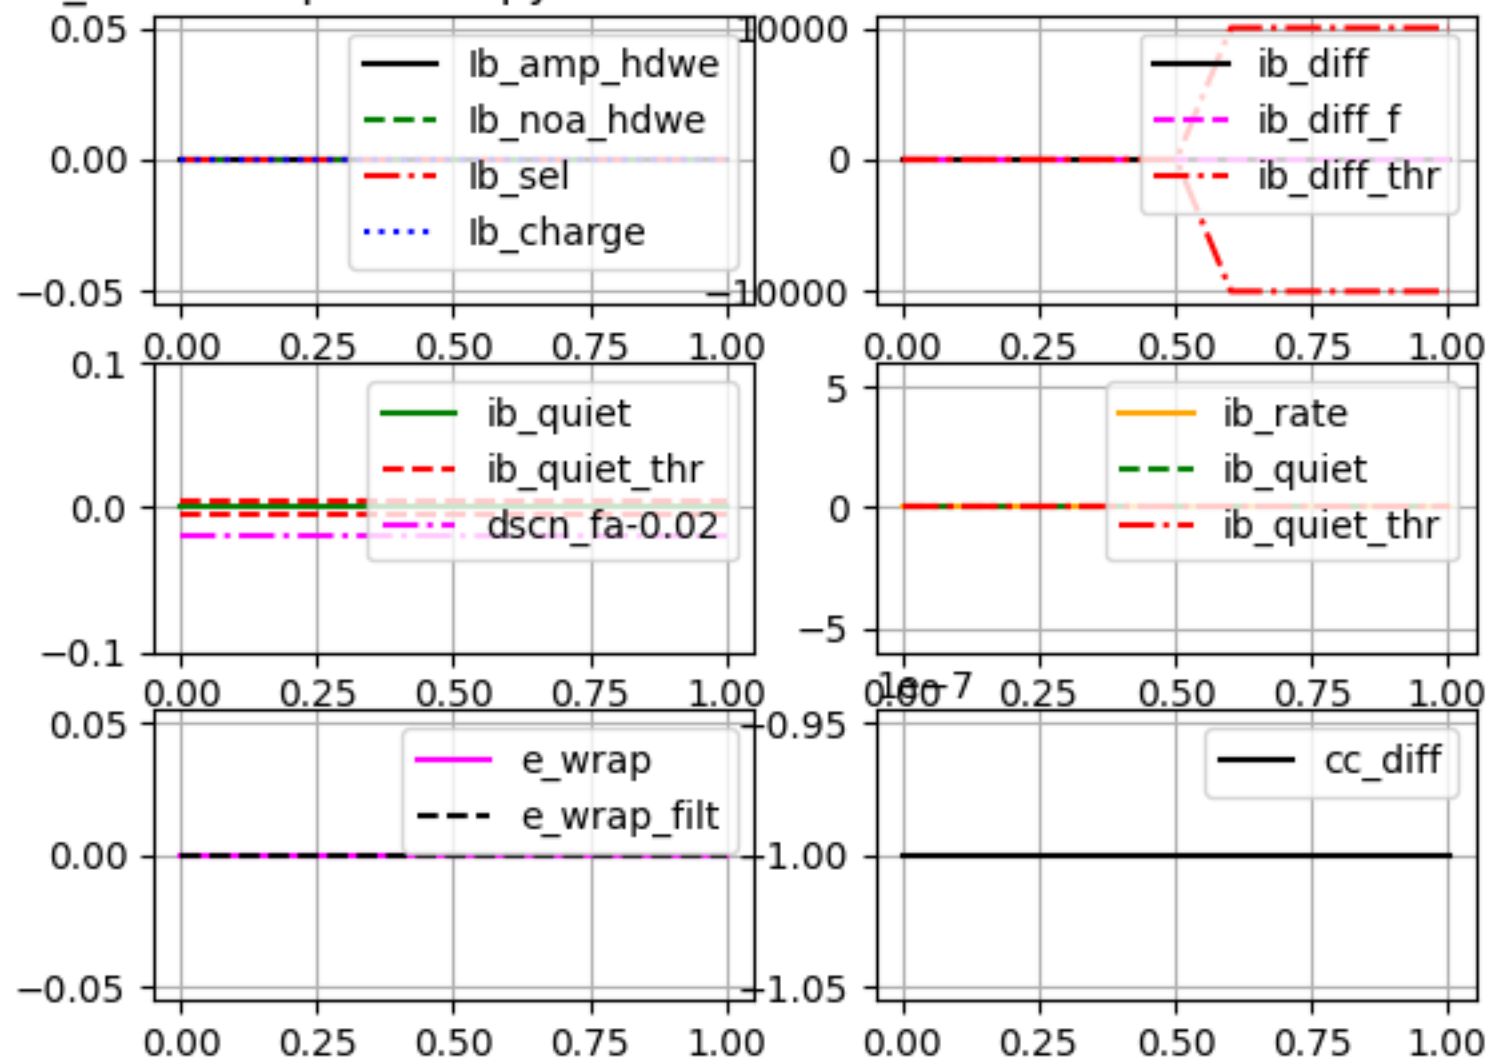 0.05
0.00
−0.05
Ib_amp_hdwe
Ib_noa_hdwe
Ib_sel
Ib_charge
0.00 0.25 0.50 0.75 1.00
10000
0
−10000
ib_diff
ib_diff_f
ib_diff_thr
0.00 0.25 0.50 0.75 1.00
0.1
0.0
−0.1
ib_quiet
ib_quiet_thr
dscn_fa-0.02
0.00 0.25 0.50 0.75 1.00
5
0
−5
ib_rate
ib_quiet
ib_quiet_thr
0.00 0.25 0.50 0.75 1.00
0.05
0.00
−0.05
e_wrap
e_wrap_filt
0.00 0.25 0.50 0.75 1.00
1e−7
−0.95
−1.00
−1.05
cc_diff
0.00 0.25 0.50 0.75 1.00